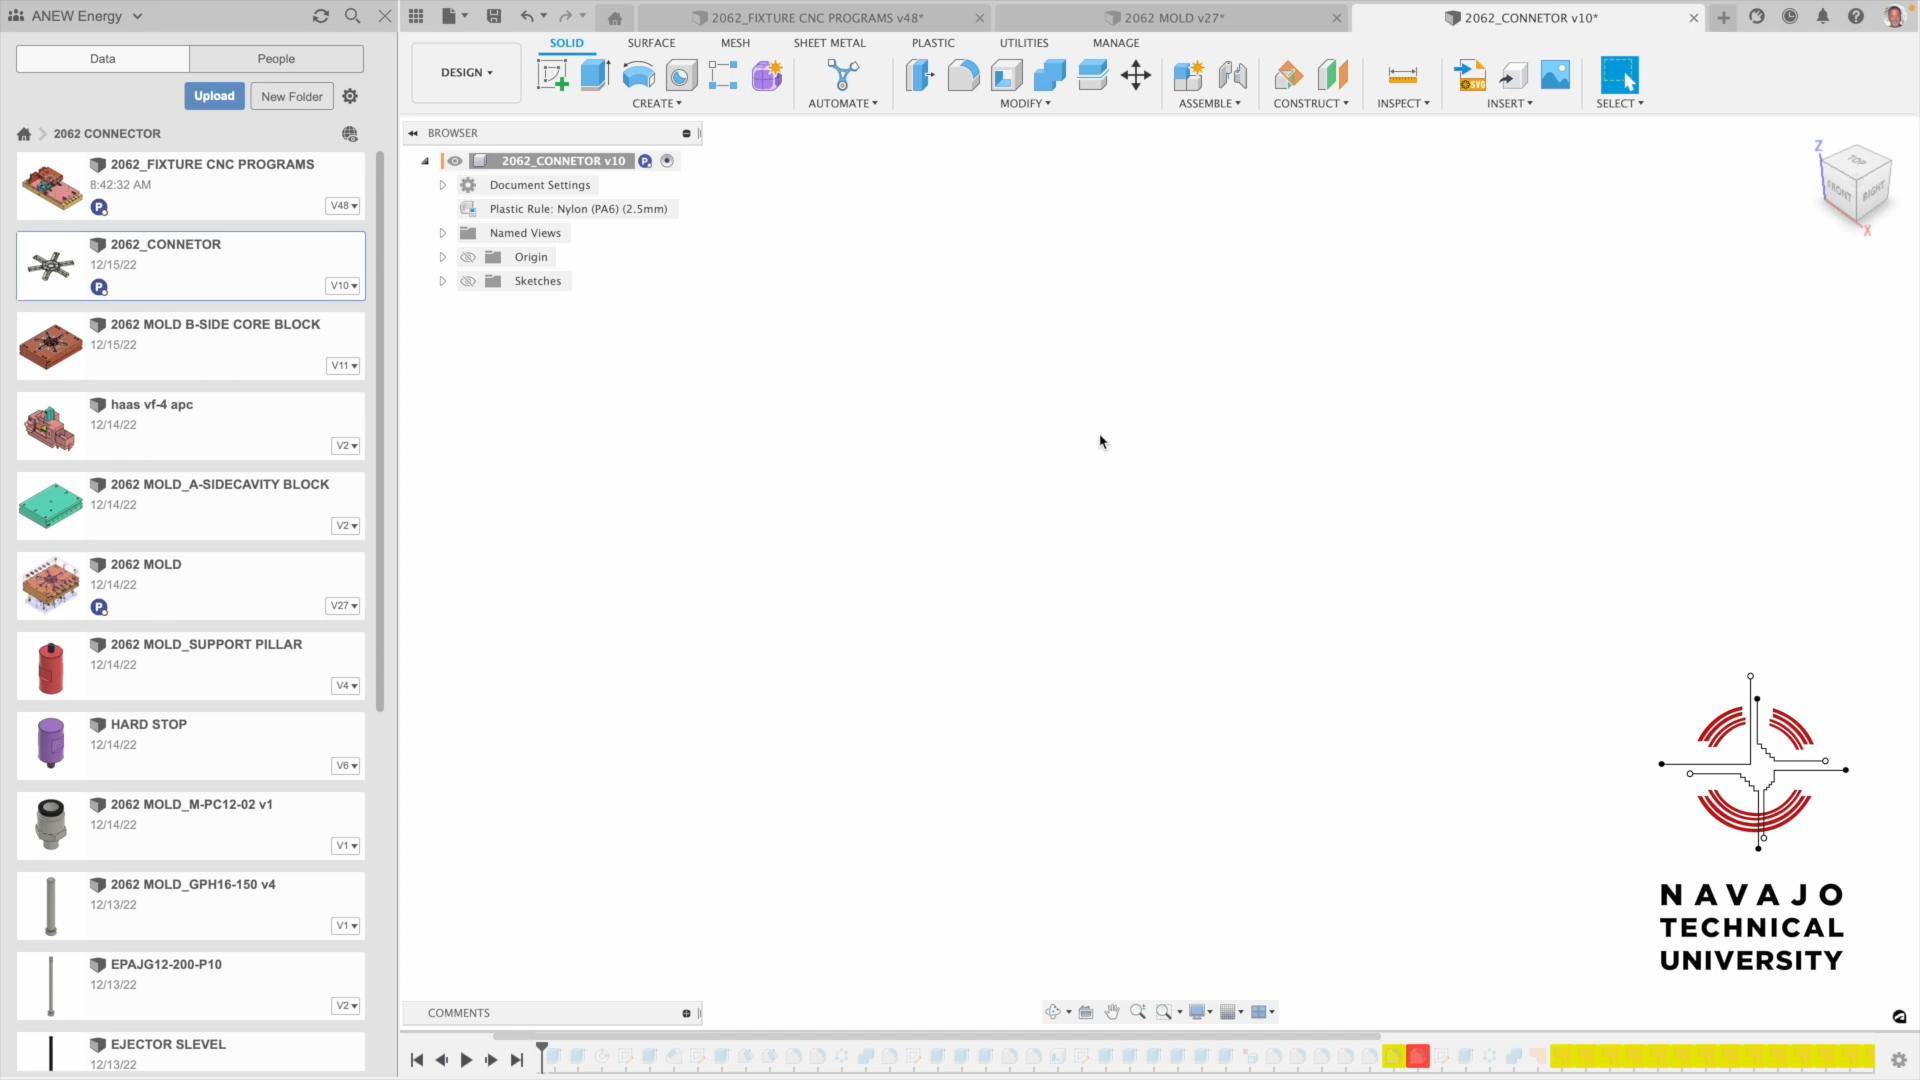 ANEW Energy
2062_FIXTURE CNC PROGRAMS v48*
2062 MOLD v27*
2062_CONNETOR v10*
Data
People
Upload
New Folder
2062 CONNECTOR
2062_FIXTURE CNC PROGRAMS
8:42:32 AM
P
V48
2062_CONNETOR
12/15/22
P
V10
2062 MOLD B-SIDE CORE BLOCK
12/15/22
V11
haas vf-4 apc
12/14/22
V2
2062 MOLD_A-SIDECAVITY BLOCK
12/14/22
V2
2062 MOLD
12/14/22
P
V27
2062 MOLD_SUPPORT PILLAR
12/14/22
V4
HARD STOP
12/14/22
V6
2062 MOLD_M-PC12-02 v1
12/14/22
V1
2062 MOLD_GPH16-150 v4
12/13/22
V1
EPAJG12-200-P10
12/13/22
V2
EJECTOR SLEVEL
12/13/22
DESIGN
SOLID
SURFACE
MESH
SHEET METAL
PLASTIC
UTILITIES
MANAGE
CREATE
AUTOMATE
MODIFY
ASSEMBLE
CONSTRUCT
INSPECT
SVG
INSERT
SELECT
BROWSER
2062_CONNETOR v10
P
Document Settings
Plastic Rule: Nylon (PA6) (2.5mm)
Named Views
Origin
Sketches
Z
TOP
FRONT
RIGHT
X
NAVAJO
TECHNICAL
UNIVERSITY
COMMENTS